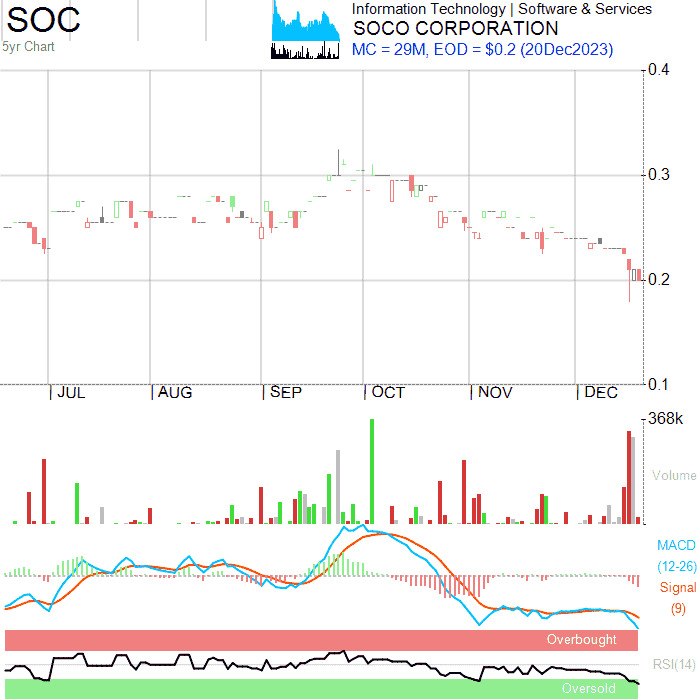 SOC
5yr Chart
Information Technology | Software & Services
SOCO CORPORATION
MC = 29M, EOD = $0.2 (20Dec2023)
0.4
0.3
0.2
0.1
| JUL | AUG | SEP | OCT | NOV | DEC
368k
Volume
MACD
(12-26)
Signal
(9)
Overbought
RSI(14)
Oversold